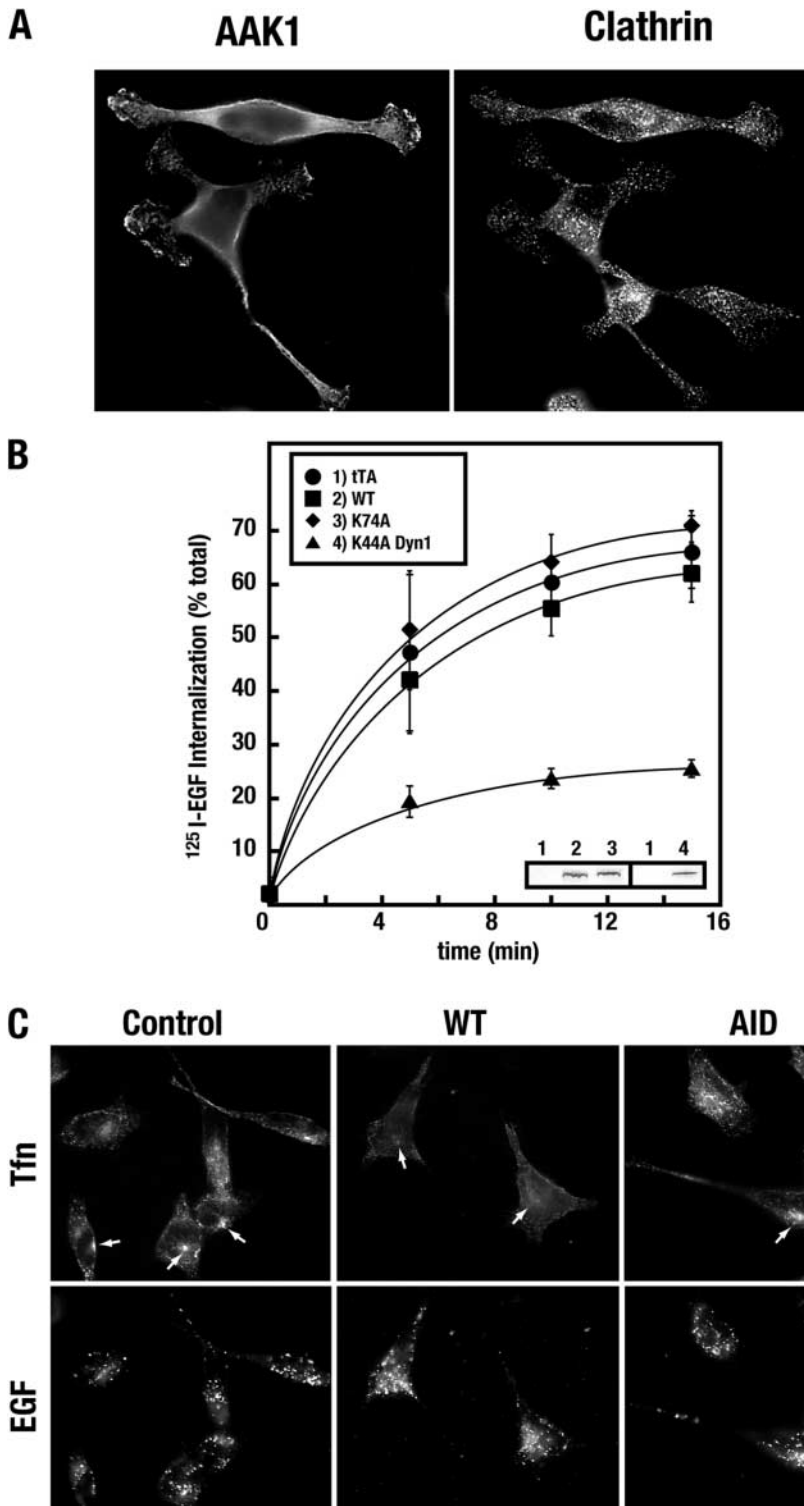 A
AAK1 Clathrin
B
1) tTA
2) WT
3) K74A
4) K44A Dyn1
125 I-EGF Internalization (% total)
70
60
50
40
30
20
10
1 2 3 1 4
0 4 8 12 16
time (min)
C
Control WT AID
Tfn
EGF